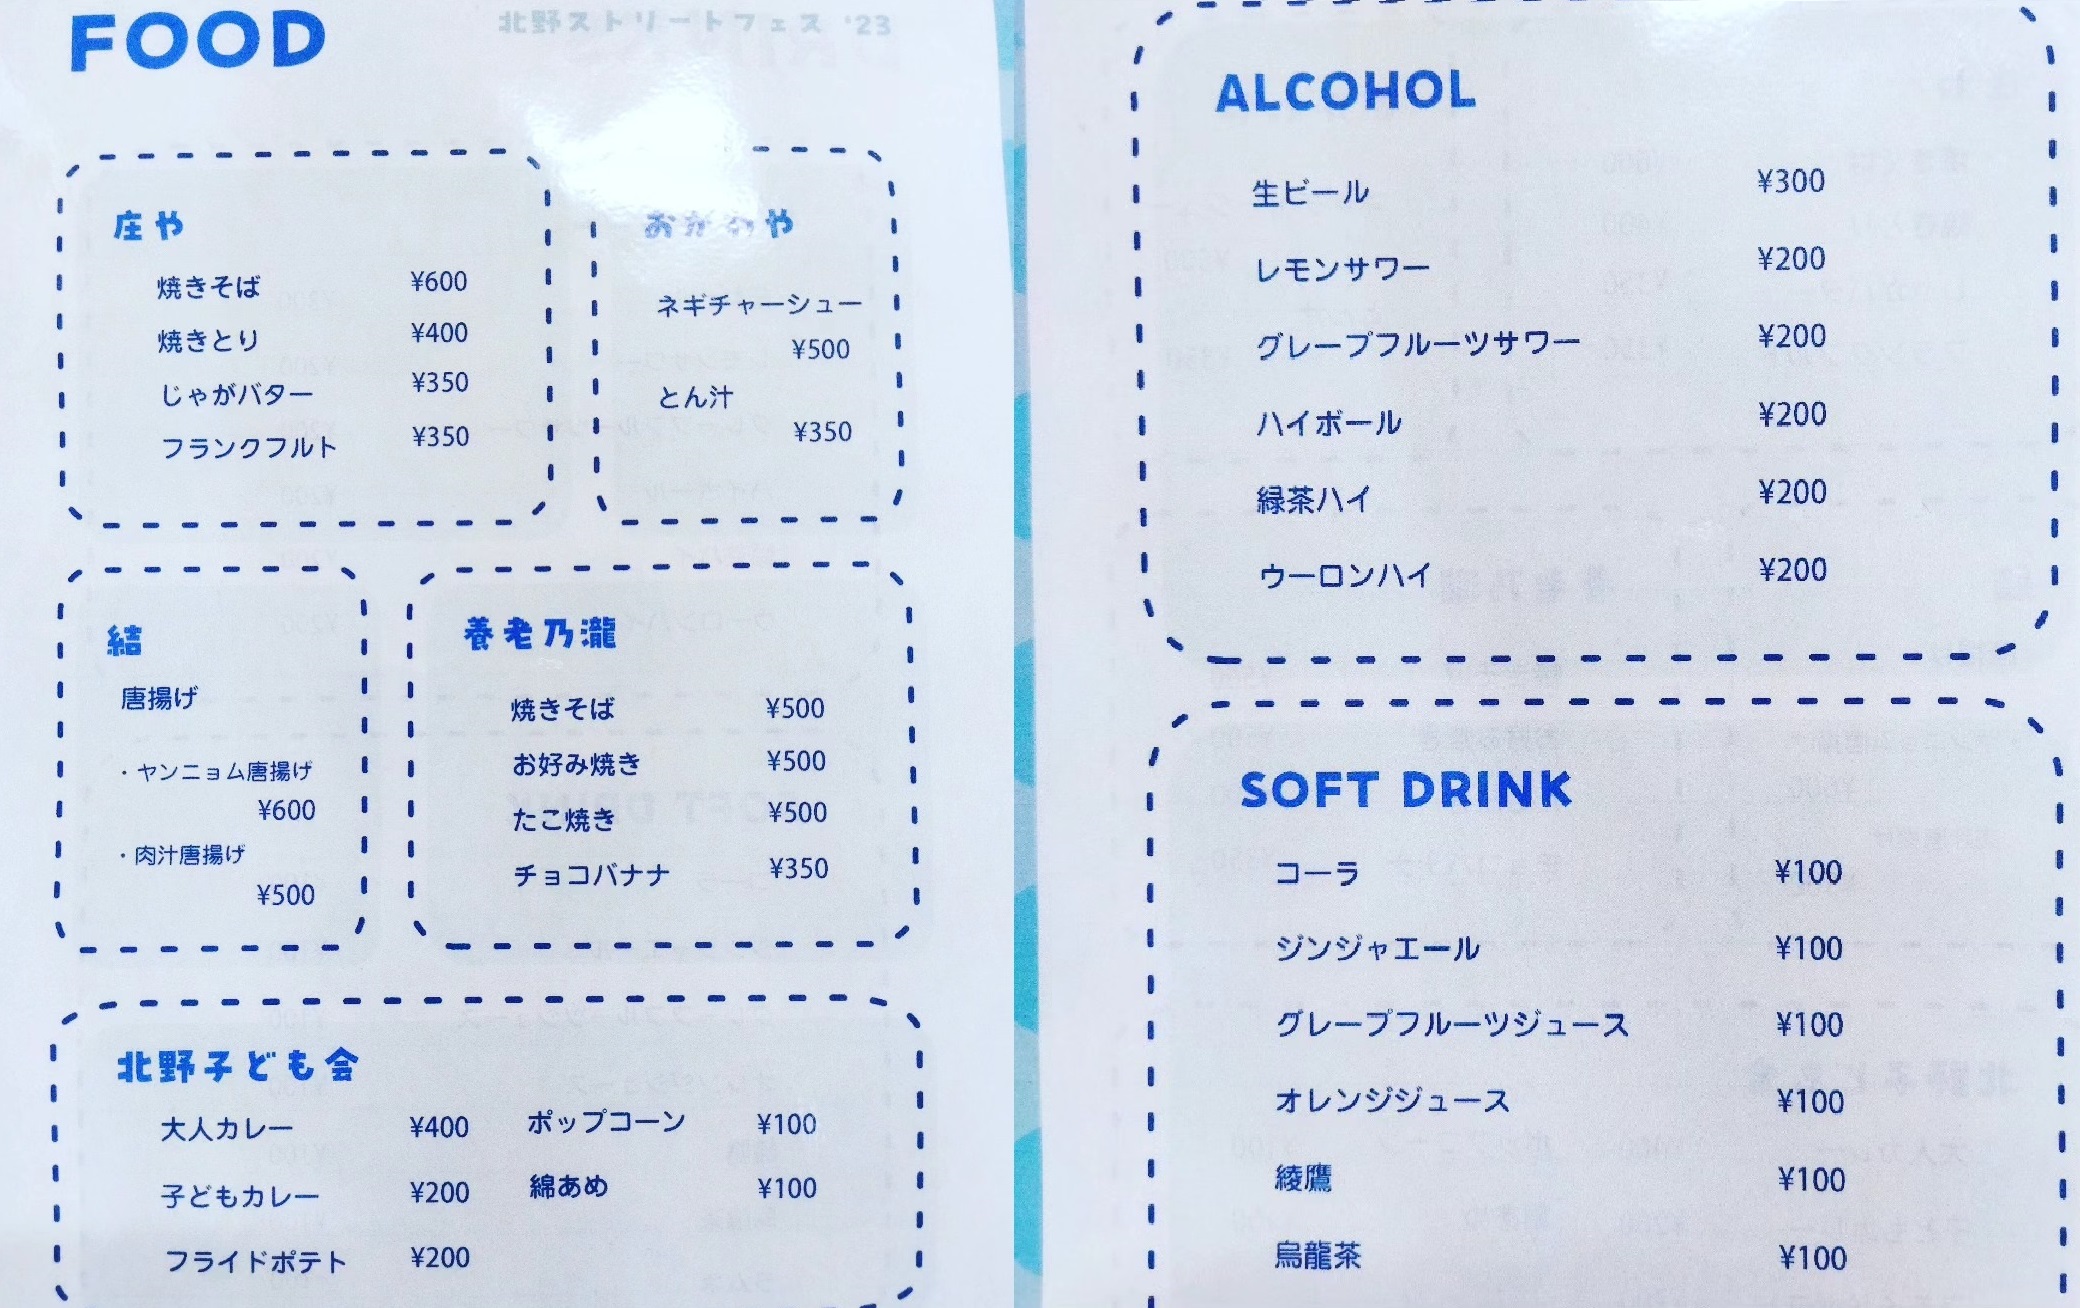 FOOD
北野ストリートフェス '23
庄や
焼きそば ¥600
焼きとり ¥400
じゃがバター ¥350
フランクフルト ¥350
ネギチャーシュー
¥500
とん汁
¥350
結
唐揚げ
・ヤンニョム唐揚げ
¥600
・肉汁唐揚げ
¥500
養老乃瀧
焼きそば ¥500
お好み焼き ¥500
たこ焼き ¥500
チョコバナナ ¥350
北野子ども会
大人カレー ¥400
子どもカレー ¥200
フライドポテト ¥200
ポップコーン ¥100
綿あめ ¥100
ALCOHOL
生ビール ¥300
レモンサワー ¥200
グレープフルーツサワー ¥200
ハイボール ¥200
緑茶ハイ ¥200
ウーロンハイ ¥200
SOFT DRINK
コーラ ¥100
ジンジャエール ¥100
グレープフルーツジュース ¥100
オレンジジュース ¥100
綾鷹 ¥100
烏龍茶 ¥100